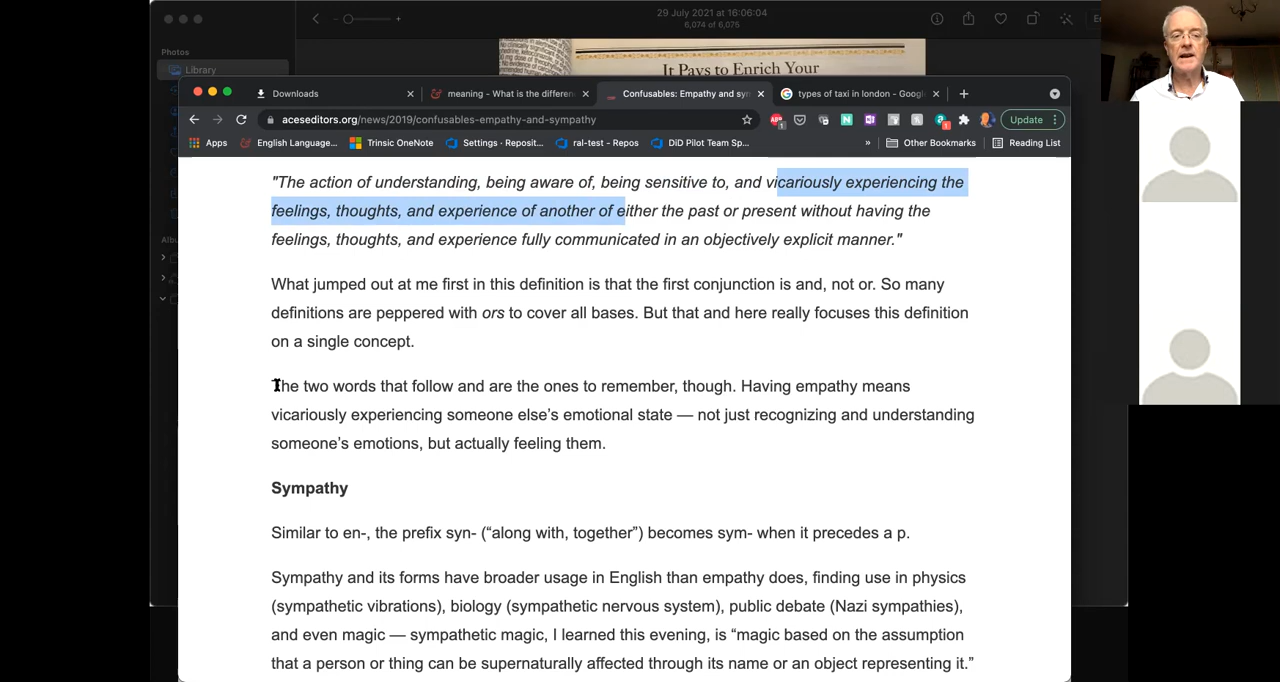 29 July 2021 at 16:06:04
6,074 of 6,075
Photos
Library
It Pays to Enrich Your
Downloads
meaning - What is the differen
Confusables: Empathy and sym
types of taxi in london - Googl
aceseditors.org/news/2019/confusables-empathy-and-sympathy
Update
Apps
English Language...
Trinsic OneNote
Settings · Reposit...
ral-test - Repos
DiD Pilot Team Sp...
»
Other Bookmarks
Reading List
"The action of understanding, being aware of, being sensitive to, and vicariously experiencing the
feelings, thoughts, and experience of another of either the past or present without having the
feelings, thoughts, and experience fully communicated in an objectively explicit manner."
What jumped out at me first in this definition is that the first conjunction is and, not or. So many
definitions are peppered with ors to cover all bases. But that and here really focuses this definition
on a single concept.
The two words that follow and are the ones to remember, though. Having empathy means
vicariously experiencing someone else's emotional state — not just recognizing and understanding
someone's emotions, but actually feeling them.
Sympathy
Similar to en-, the prefix syn- (“along with, together”) becomes sym- when it precedes a p.
Sympathy and its forms have broader usage in English than empathy does, finding use in physics
(sympathetic vibrations), biology (sympathetic nervous system), public debate (Nazi sympathies),
and even magic — sympathetic magic, I learned this evening, is “magic based on the assumption
that a person or thing can be supernaturally affected through its name or an object representing it.”